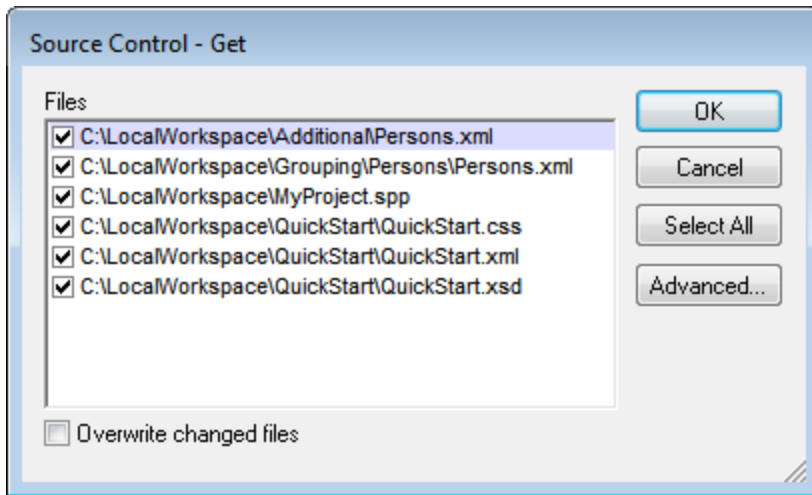 Source Control - Get
Files
OK
C:\LocalWorkspace\Additional\Persons.xml
C:\LocalWorkspace\Grouping\Persons\Persons.xml
Cancel
C:\LocalWorkspace\MyProject.spp
C:\LocalWorkspace\QuickStart\QuickStart.css
Select All
C:\LocalWorkspace\QuickStart\QuickStart.xml
C:\LocalWorkspace\QuickStart\QuickStart.xsd
Advanced...
Overwrite changed files